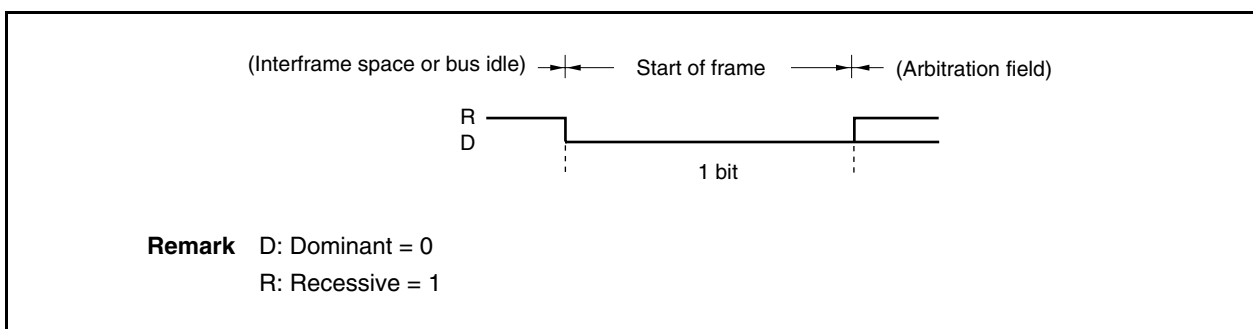 (Interframe space or bus idle) Start of frame (Arbitration field)
R
D
1 bit
Remark D: Dominant = 0
R: Recessive = 1